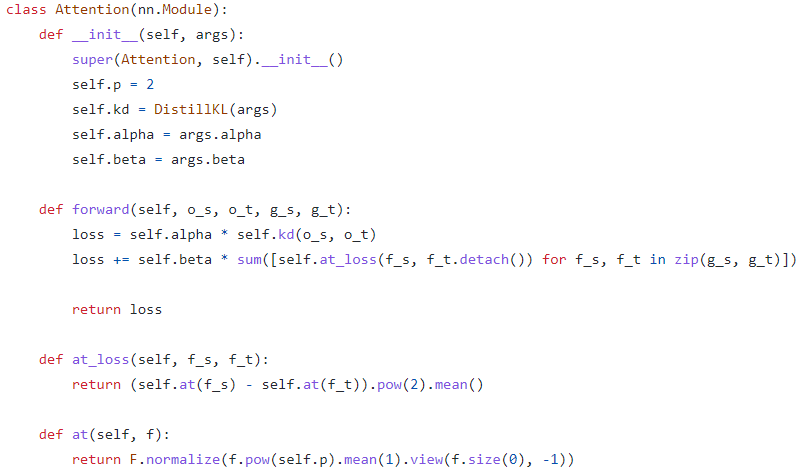 class Attention(nn.Module):
    def __init__(self, args):
        super(Attention, self).__init__()
        self.p = 2
        self.kd = DistillKL(args)
        self.alpha = args.alpha
        self.beta = args.beta

    def forward(self, o_s, o_t, g_s, g_t):
        loss = self.alpha * self.kd(o_s, o_t)
        loss += self.beta * sum([self.at_loss(f_s, f_t.detach()) for f_s, f_t in zip(g_s, g_t)])

        return loss

    def at_loss(self, f_s, f_t):
        return (self.at(f_s) - self.at(f_t)).pow(2).mean()

    def at(self, f):
        return F.normalize(f.pow(self.p).mean(1).view(f.size(0), -1))